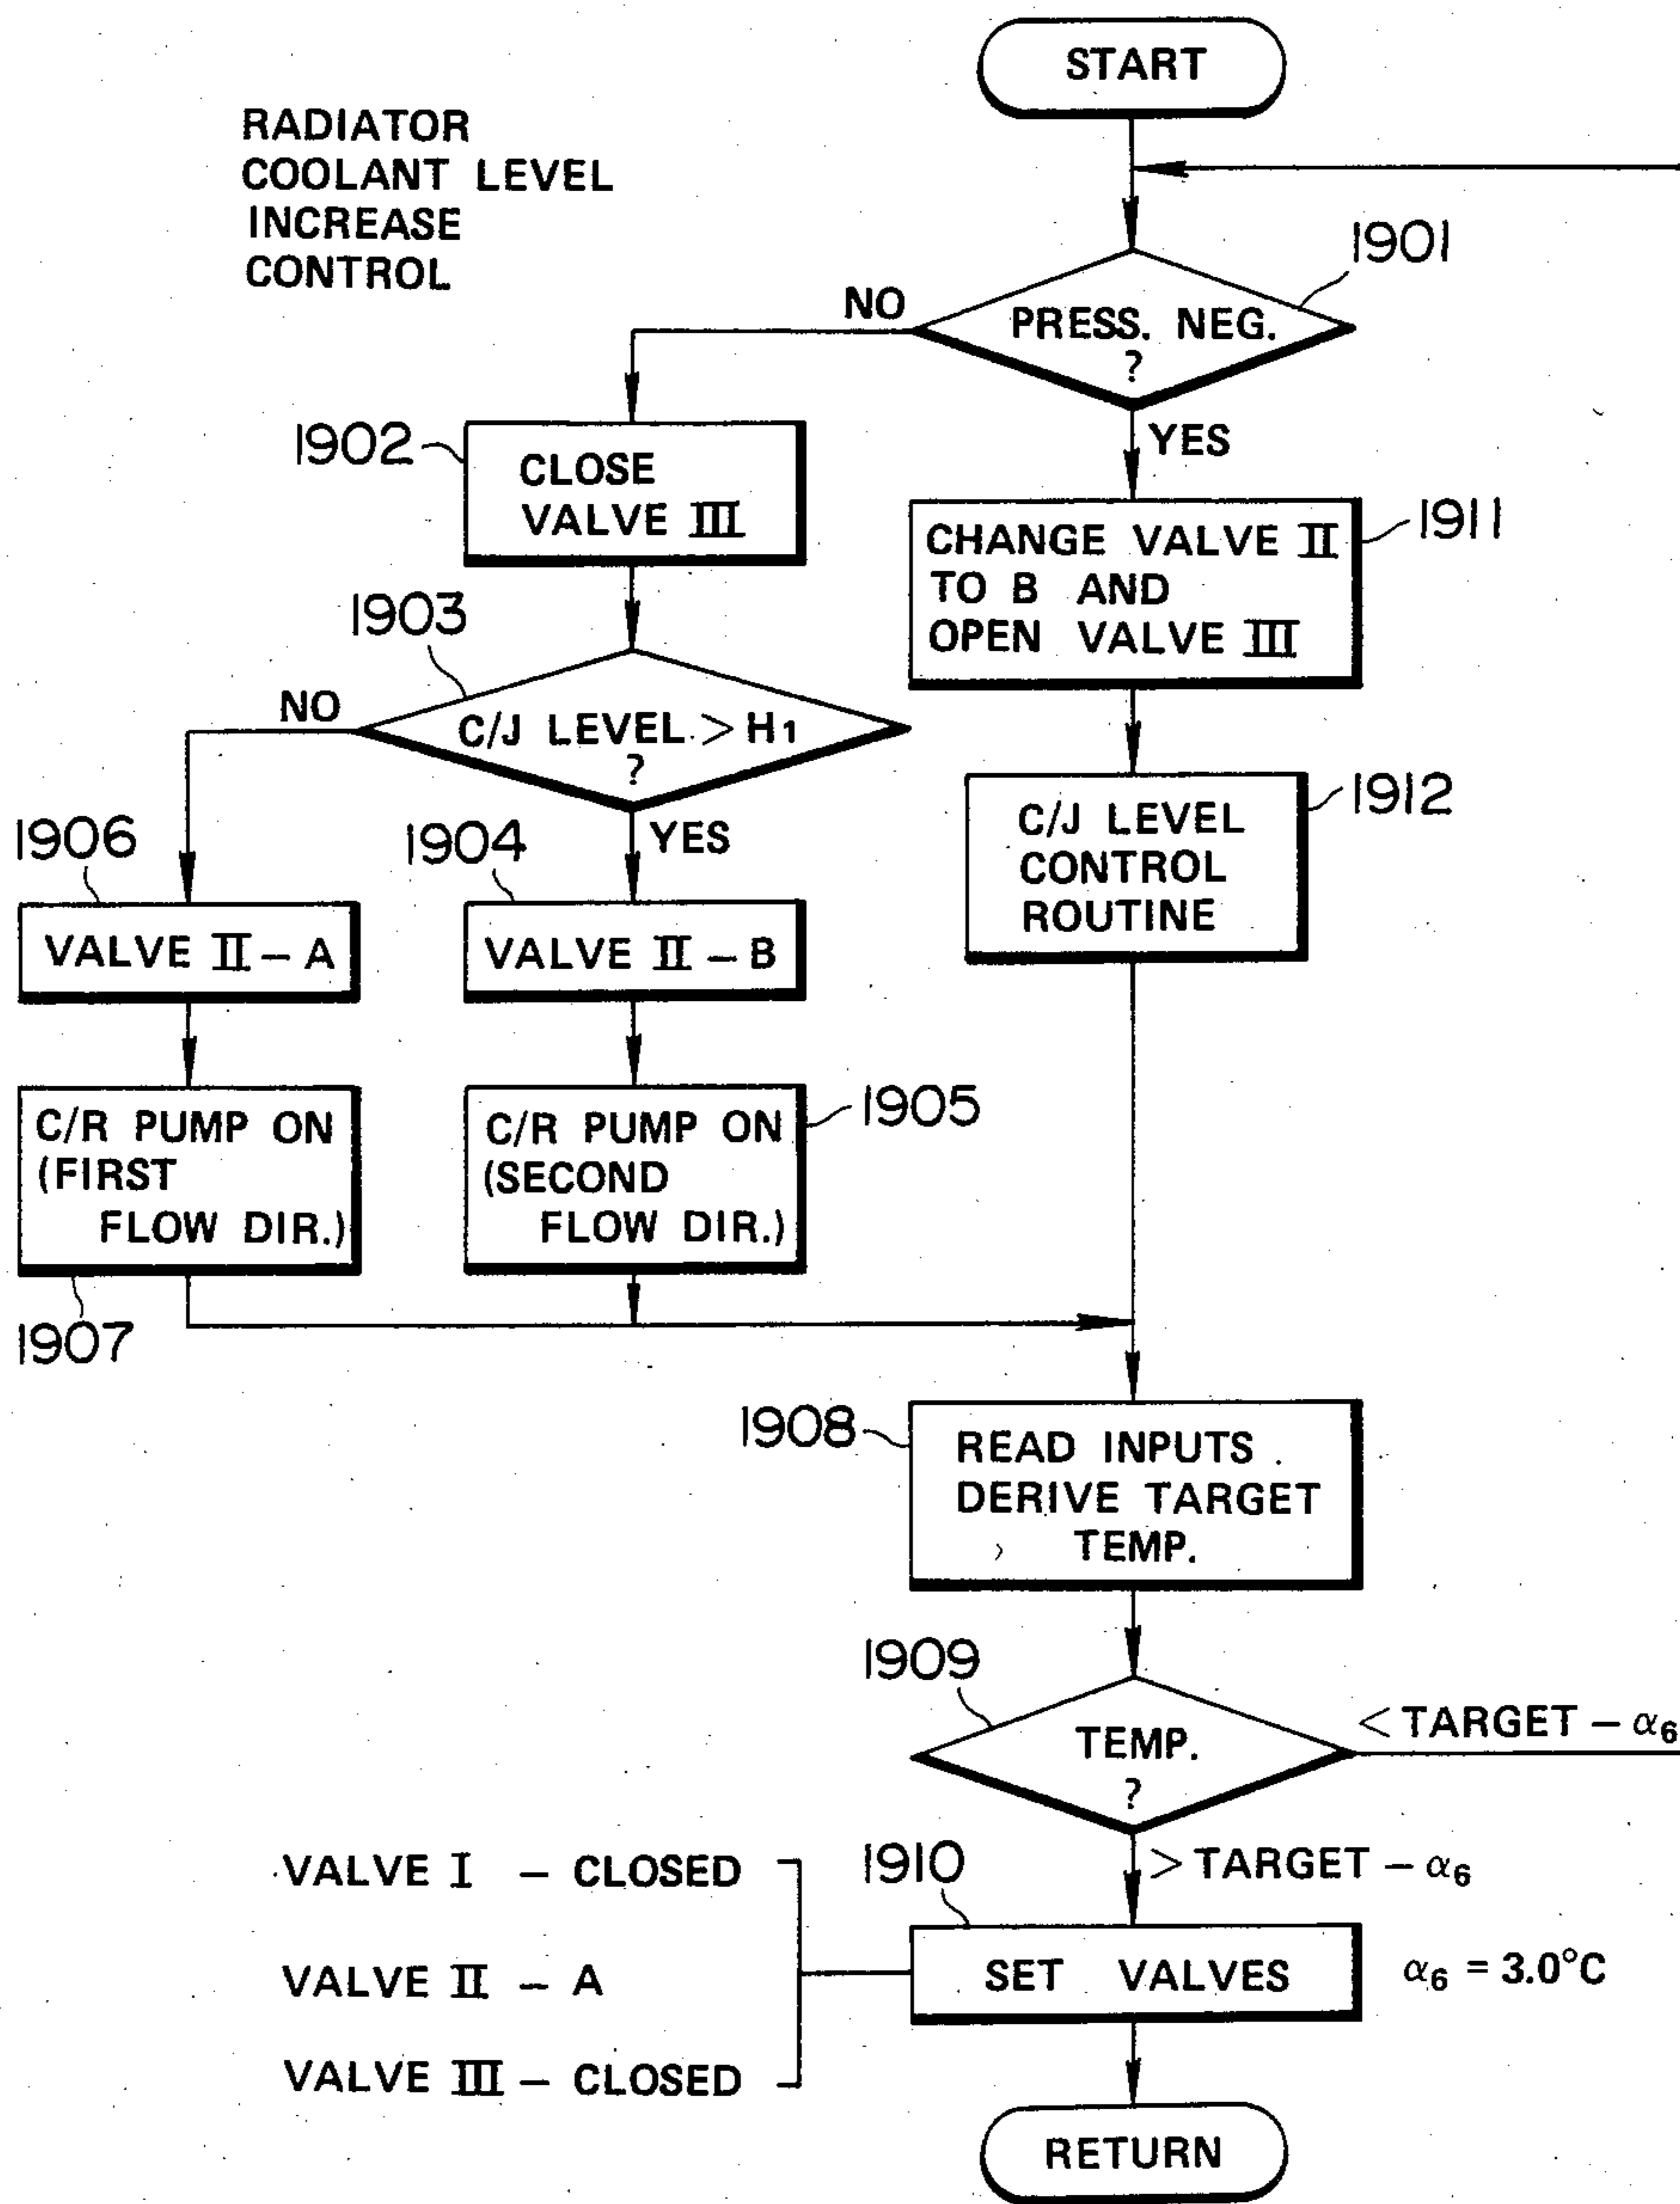 START
RADIATOR
COOLANT LEVEL
INCREASE
CONTROL
1901
NO
PRESS. NEG.
?
YES
1902
CLOSE
VALVE III
1911
CHANGE VALVE II
TO B AND
OPEN VALVE III
1903
NO
C/J LEVEL > H1
?
YES
1912
C/J LEVEL
CONTROL
ROUTINE
1906
VALVE II – A
1904
VALVE II – B
C/R PUMP ON
(FIRST
FLOW DIR.)
1907
C/R PUMP ON
(SECOND
FLOW DIR.)
1905
1908
READ INPUTS
DERIVE TARGET
TEMP.
1909
TEMP.
?
< TARGET – α6
> TARGET – α6
1910
SET VALVES
α6 = 3.0°C
VALVE I – CLOSED
VALVE II – A
VALVE III – CLOSED
RETURN